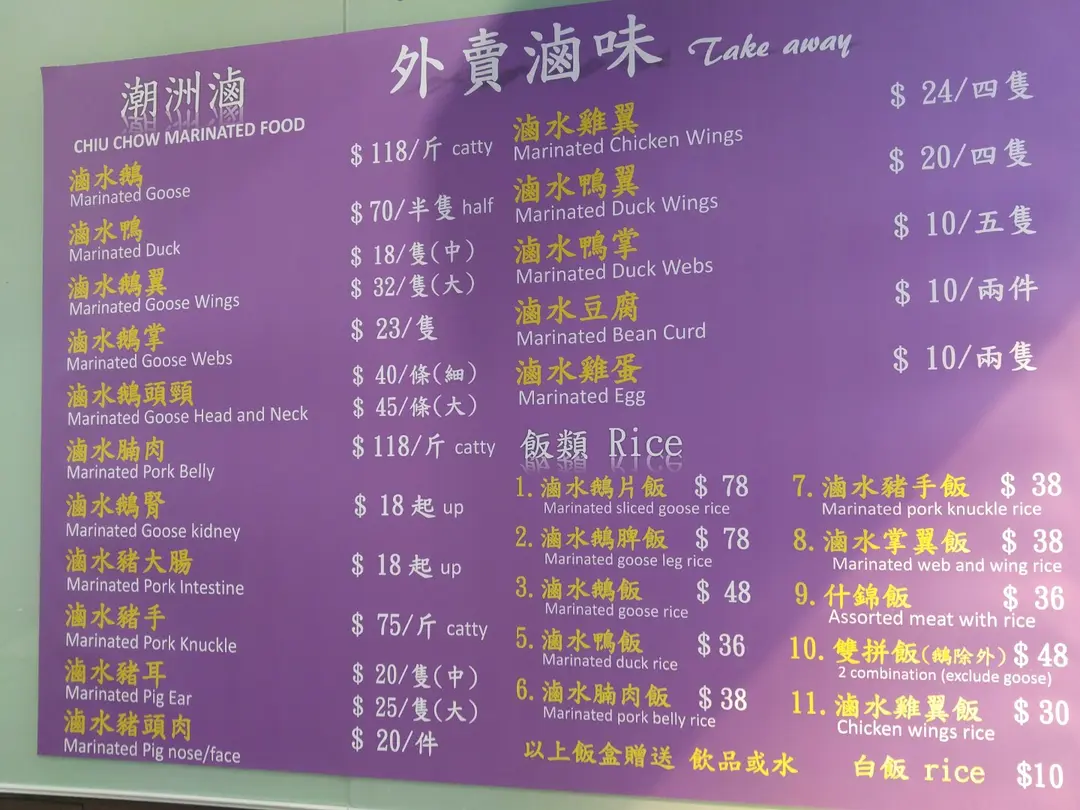 外賣滷味 Take away
潮洲滷
CHIU CHOW MARINATED FOOD
滷水鵝 $ 118/斤 catty
Marinated Goose
滷水鴨 $ 70/半隻 half
Marinated Duck
滷水鵝翼 $ 18/隻(中)
Marinated Goose Wings $ 32/隻(大)
滷水鵝掌 $ 23/隻
Marinated Goose Webs
滷水鵝頭頸 $ 40/條(細)
Marinated Goose Head and Neck $ 45/條(大)
滷水腩肉 $ 118/斤 catty
Marinated Pork Belly
滷水鵝腎 $ 18起 up
Marinated Goose kidney
滷水豬大腸 $ 18起 up
Marinated Pork Intestine
滷水豬手 $ 75/斤 catty
Marinated Pork Knuckle
滷水豬耳 $ 20/隻(中)
Marinated Pig Ear $ 25/隻(大)
滷水豬頭肉 $ 20/件
Marinated Pig nose/face
滷水雞翼 $ 24/四隻
Marinated Chicken Wings
滷水鴨翼 $ 20/四隻
Marinated Duck Wings
滷水鴨掌 $ 10/五隻
Marinated Duck Webs
滷水豆腐 $ 10/兩件
Marinated Bean Curd
滷水雞蛋 $ 10/兩隻
Marinated Egg
飯類 Rice
1. 滷水鵝片飯 $ 78
Marinated sliced goose rice
2. 滷水鵝脾飯 $ 78
Marinated goose leg rice
3. 滷水鵝飯 $ 48
Marinated goose rice
5. 滷水鴨飯 $ 36
Marinated duck rice
6. 滷水腩肉飯 $ 38
Marinated pork belly rice
7. 滷水豬手飯 $ 38
Marinated pork knuckle rice
8. 滷水掌翼飯 $ 38
Marinated web and wing rice
9. 什錦飯 $ 36
Assorted meat with rice
10. 雙拼飯(鵝除外) $ 48
2 combination (exclude goose)
11. 滷水雞翼飯 $ 30
Chicken wings rice
以上飯盒贈送 飲品或水
白飯 rice $10